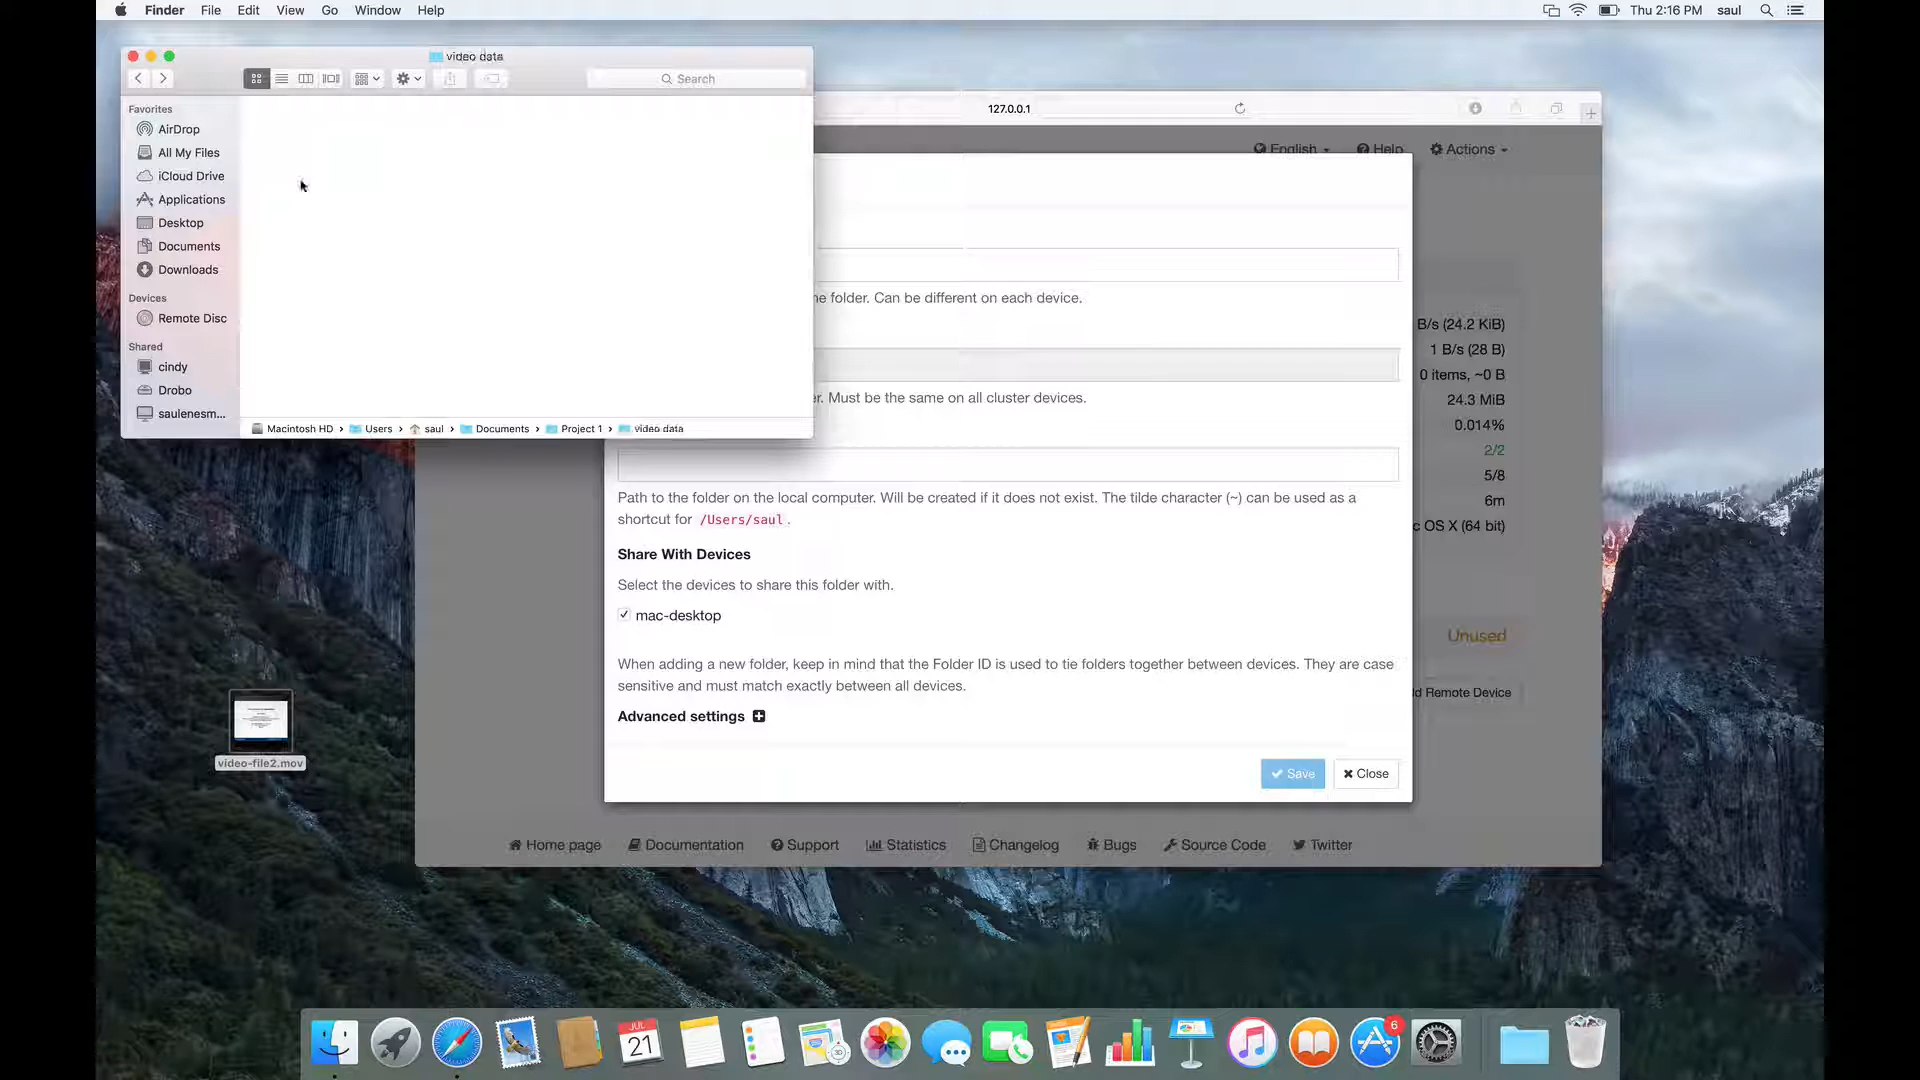 Finder File Edit View Go Window Help
Thu 2:16 PM saul
video data
Search
Favorites
AirDrop
All My Files
iCloud Drive
Applications
Desktop
Documents
Downloads
Devices
Remote Disc
Shared
cindy
Drobo
saulenesm...
Macintosh HD › Users › saul › Documents › Project 1 › video data
127.0.0.1
English Help Actions
he folder. Can be different on each device.
er. Must be the same on all cluster devices.
Path to the folder on the local computer. Will be created if it does not exist. The tilde character (~) can be used as a
shortcut for /Users/saul.
Share With Devices
Select the devices to share this folder with.
mac-desktop
When adding a new folder, keep in mind that the Folder ID is used to tie folders together between devices. They are case
sensitive and must match exactly between all devices.
Advanced settings
Save Close
B/s (24.2 KiB)
1 B/s (28 B)
0 items, ~0 B
24.3 MiB
0.014%
2/2
5/8
6m
c OS X (64 bit)
Unused
d Remote Device
Home page Documentation Support Statistics Changelog Bugs Source Code Twitter
video-file2.mov
JUL
21
6